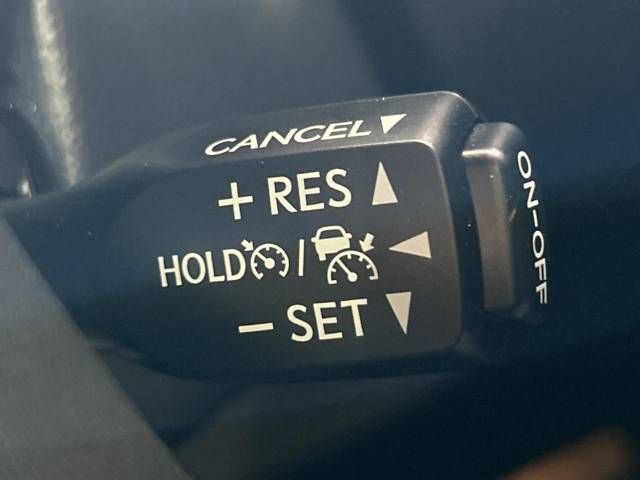 CANCEL
+ RES
HOLD /
- SET
ON-OFF